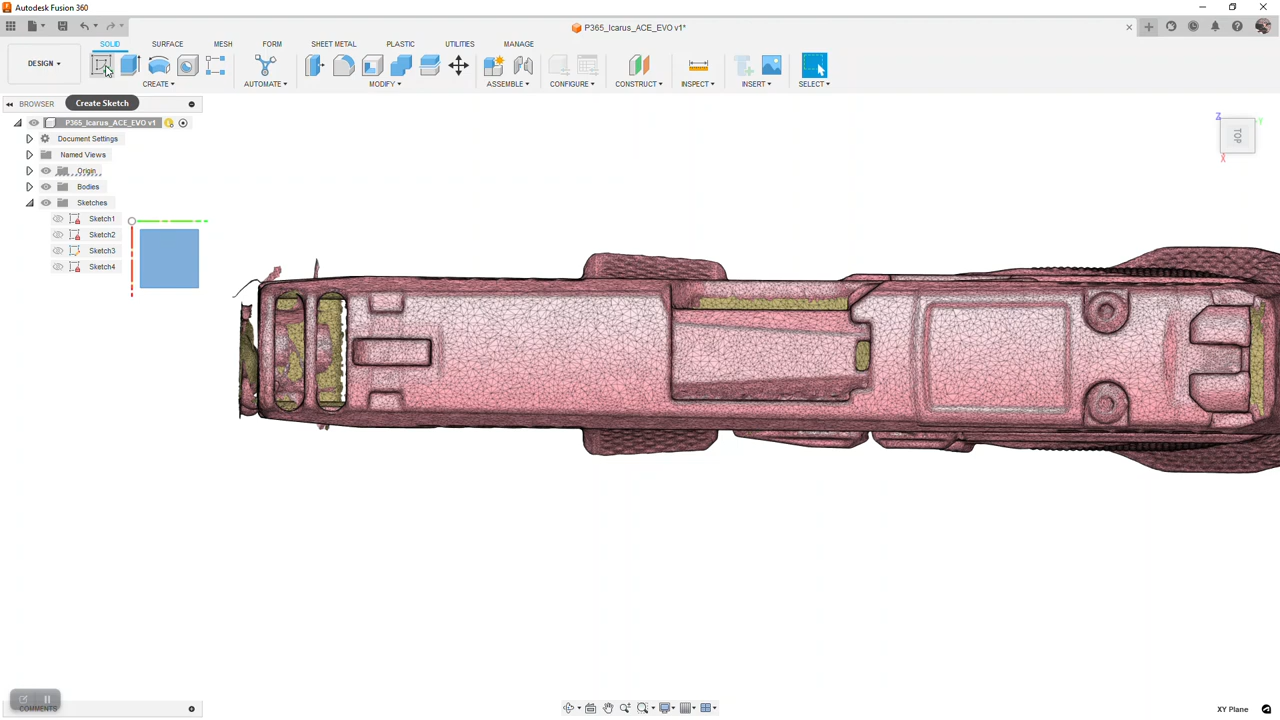 Autodesk Fusion 360
P365_Icarus_ACE_EVO v1*
SOLID SURFACE MESH FORM SHEET METAL PLASTIC UTILITIES MANAGE
DESIGN
CREATE AUTOMATE MODIFY ASSEMBLE CONFIGURE CONSTRUCT INSPECT INSERT SELECT
BROWSER
Create Sketch
P365_Icarus_ACE_EVO v1
Document Settings
Named Views
Origin
Bodies
Sketches
Sketch1
Sketch2
Sketch3
Sketch4
Z
Y
TOP
X
COMMENTS
XY Plane